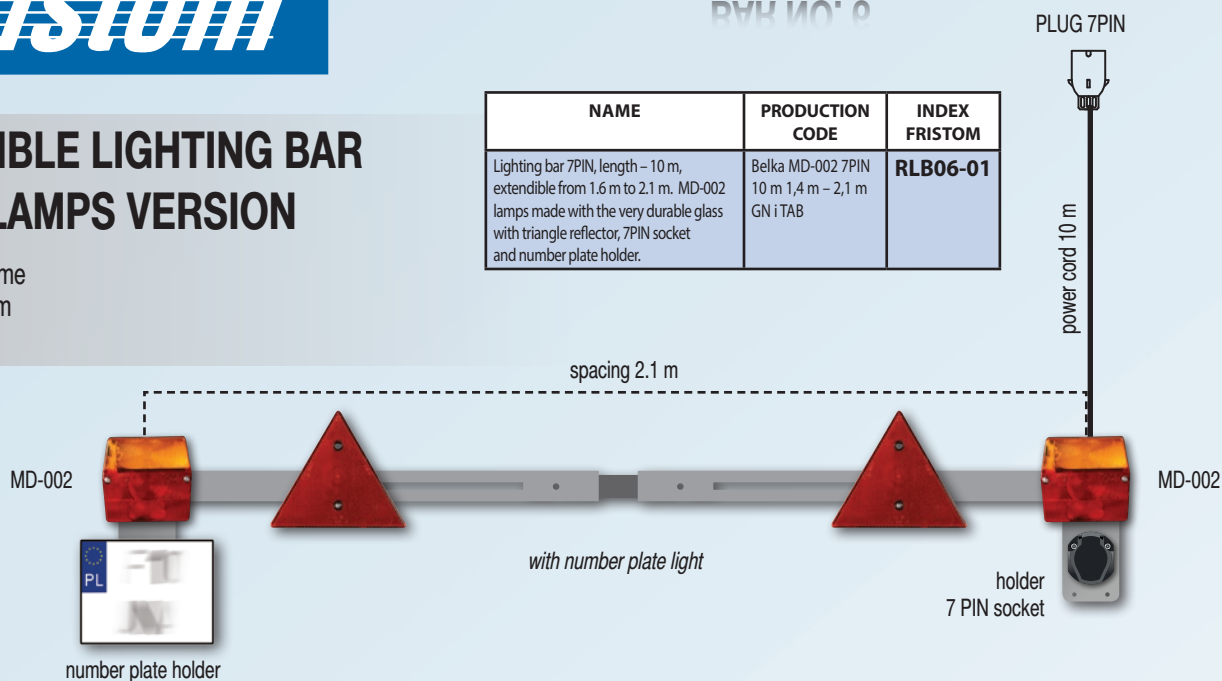 BAR NO. 6
PLUG 7PIN
NAME
PRODUCTION
CODE
INDEX
FRISTOM
Lighting bar 7PIN, length – 10 m,
extendible from 1.6 m to 2.1 m. MD-002
lamps made with the very durable glass
with triangle reflector, 7PIN socket
and number plate holder.
Belka MD-002 7PIN
10 m 1,4 m – 2,1 m
GN i TAB
RLB06-01
IBLE LIGHTING BAR
LAMPS VERSION
me
m
power cord 10 m
spacing 2.1 m
MD-002
MD-002
PL
with number plate light
holder
7 PIN socket
number plate holder